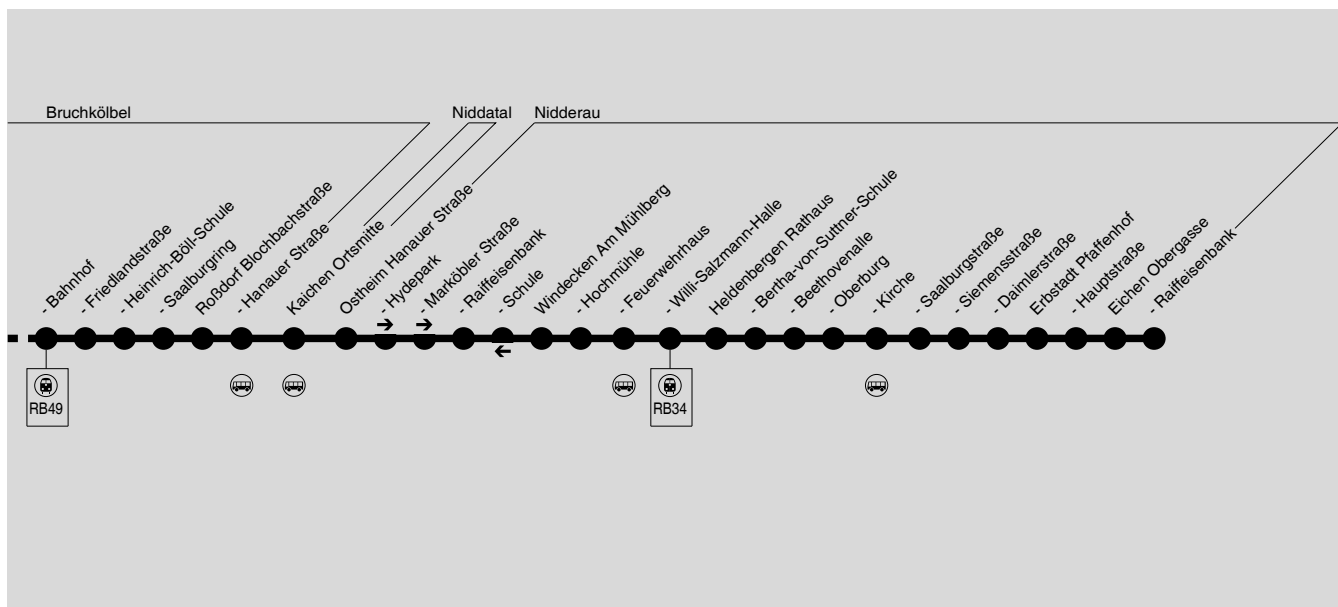 Bruchkölbel
Niddatal
Nidderau
- Bahnhof
- Friedlandstraße
- Heinrich-Böll-Schule
- Saalburgring
Roßdorf Blochbachstraße
- Hanauer Straße
Kaichen Ortsmitte
Ostheim Hanauer Straße
- Hydepark
- Marköbler Straße
- Raiffeisenbank
- Schule
Windecken Am Mühlberg
- Hochmühle
- Feuerwehrhaus
- Willi-Salzmann-Halle
Heldenbergen Rathaus
- Bertha-von-Suttner-Schule
- Beethovenalle
- Oberburg
- Kirche
- Saalburgstraße
- Siemensstraße
- Daimlerstraße
Erbstadt Pfaffenhof
- Hauptstraße
Eichen Obergasse
- Raiffeisenbank
RB49
RB34